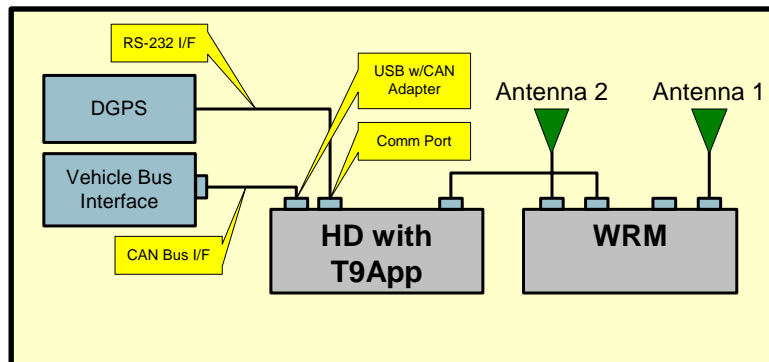 RS-232 I/F
USB w/CAN
Adapter
Antenna 2
Antenna 1
DGPS
Comm Port
Vehicle Bus
Interface
HD with
T9App
WRM
CAN Bus I/F